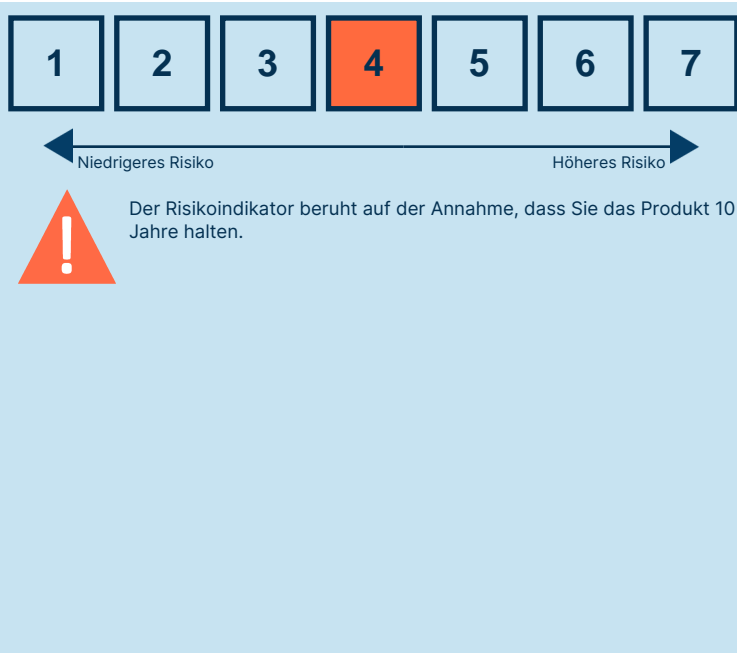 1 2 3 4 5 6 7
Niedrigeres Risiko Höheres Risiko
Der Risikoindikator beruht auf der Annahme, dass Sie das Produkt 10
Jahre halten.